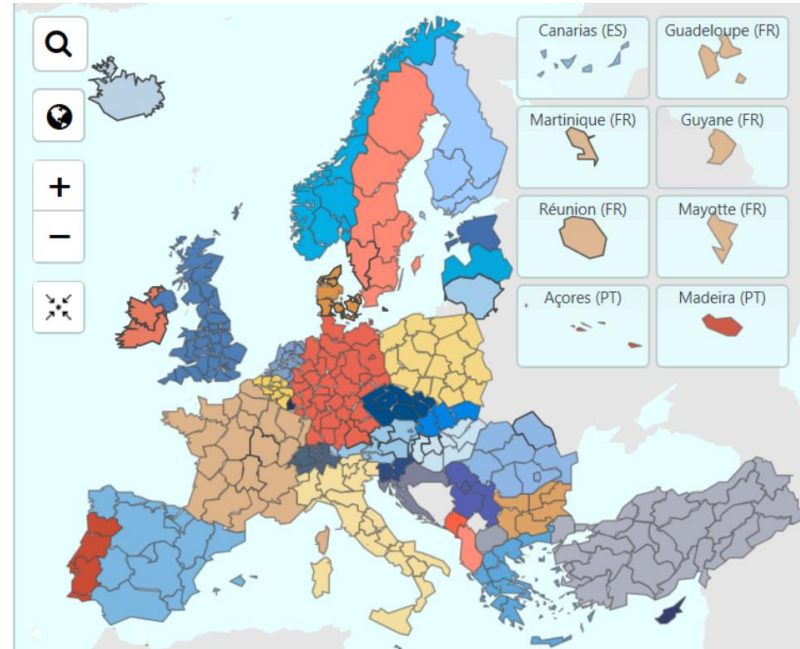 Canarias (ES)
Guadeloupe (FR)
Martinique (FR)
Guyane (FR)
Réunion (FR)
Mayotte (FR)
Açores (PT)
Madeira (PT)
+
−